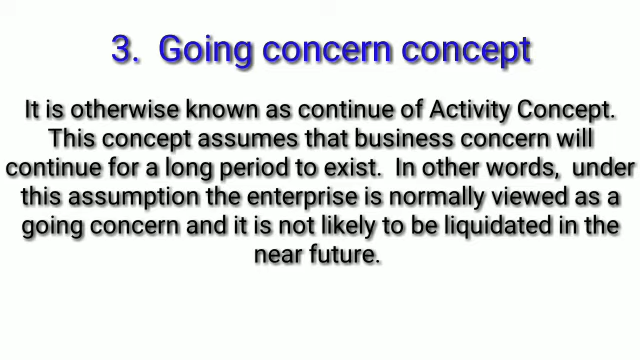 3. Going concern concept
It is otherwise known as continue of Activity Concept.
This concept assumes that business concern will
continue for a long period to exist. In other words, under
this assumption the enterprise is normally viewed as a
going concern and it is not likely to be liquidated in the
near future.